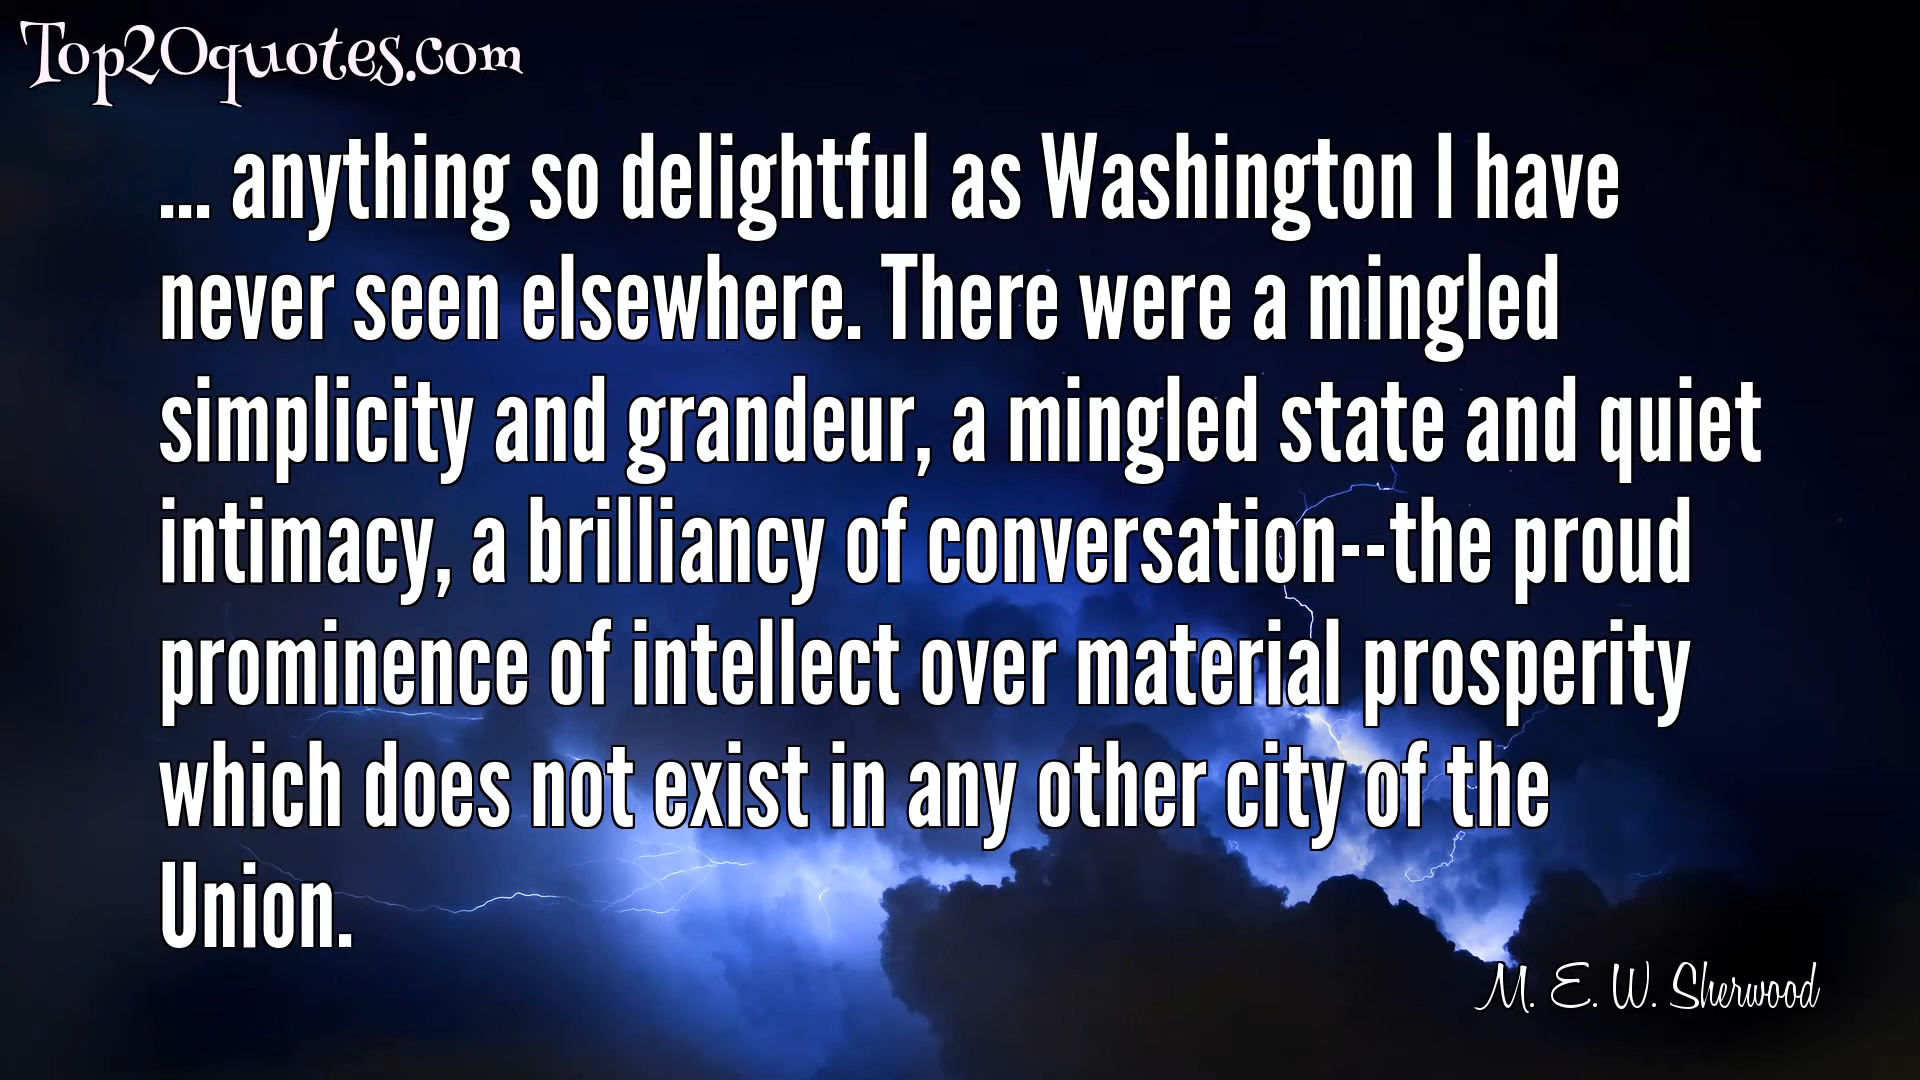 Top20quotes.com
... anything so delightful as Washington I have
never seen elsewhere. There were a mingled
simplicity and grandeur, a mingled state and quiet
intimacy, a brilliancy of conversation--the proud
prominence of intellect over material prosperity
which does not exist in any other city of the
Union.
M. E. W. Sherwood